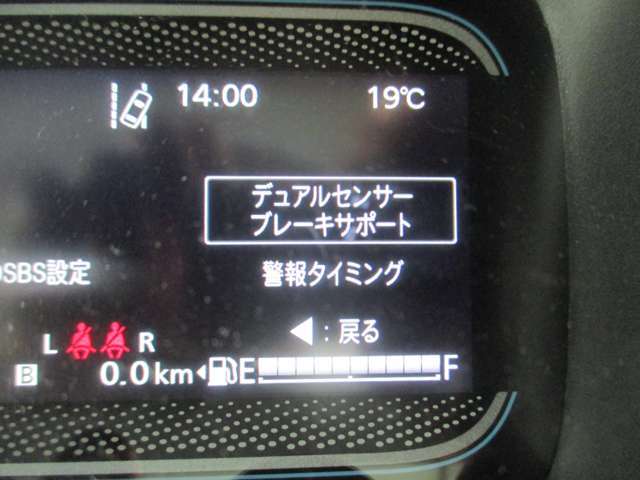 14:00 19℃
デュアルセンサー
ブレーキサポート
DSBS設定 警報タイミング
◀:戻る
L R
B 0.0km E F